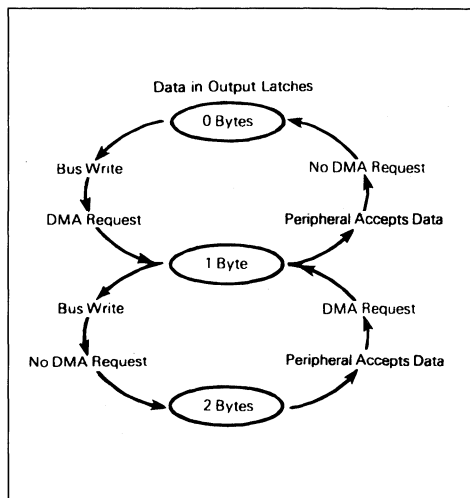 Data in Output Latches
0 Bytes
Bus Write
No DMA Request
DMA Request
Peripheral Accepts Data
1 Byte
Bus Write
DMA Request
No DMA Request
Peripheral Accepts Data
2 Bytes